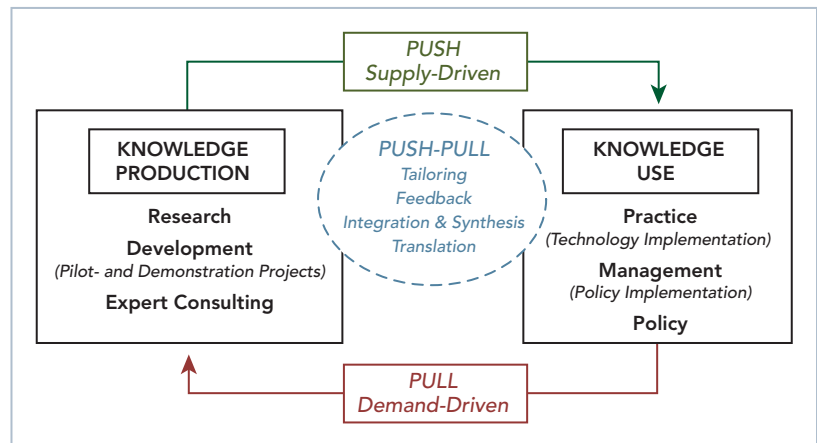 PUSH
Supply-Driven
KNOWLEDGE
PRODUCTION
Research
Development
(Pilot- and Demonstration Projects)
Expert Consulting
PUSH-PULL
Tailoring
Feedback
Integration & Synthesis
Translation
KNOWLEDGE
USE
Practice
(Technology Implementation)
Management
(Policy Implementation)
Policy
PULL
Demand-Driven